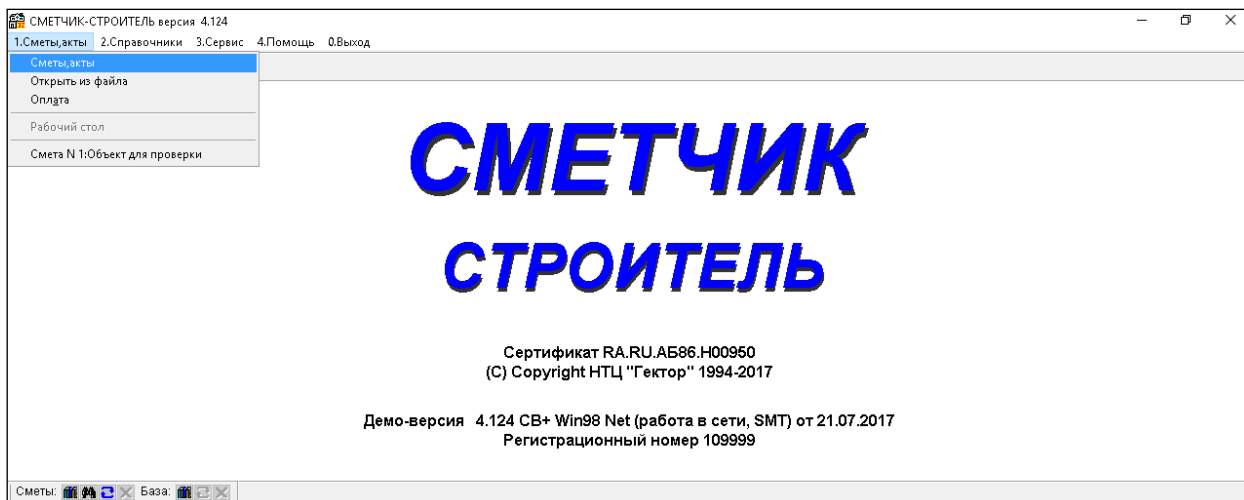 СМЕТЧИК-СТРОИТЕЛЬ версия 4.124
1.Сметы,акты 2.Справочники 3.Сервис 4.Помощь 0.Выход
Сметы,акты
Открыть из файла
Оплата
Рабочий стол
Смета N 1:Объект для проверки
СМЕТЧИК
СТРОИТЕЛЬ
Сертификат RA.RU.АБ86.Н00950
(C) Copyright НТЦ "Гектор" 1994-2017
Демо-версия 4.124 CB+ Win98 Net (работа в сети, SMT) от 21.07.2017
Регистрационный номер 109999
Сметы: База: